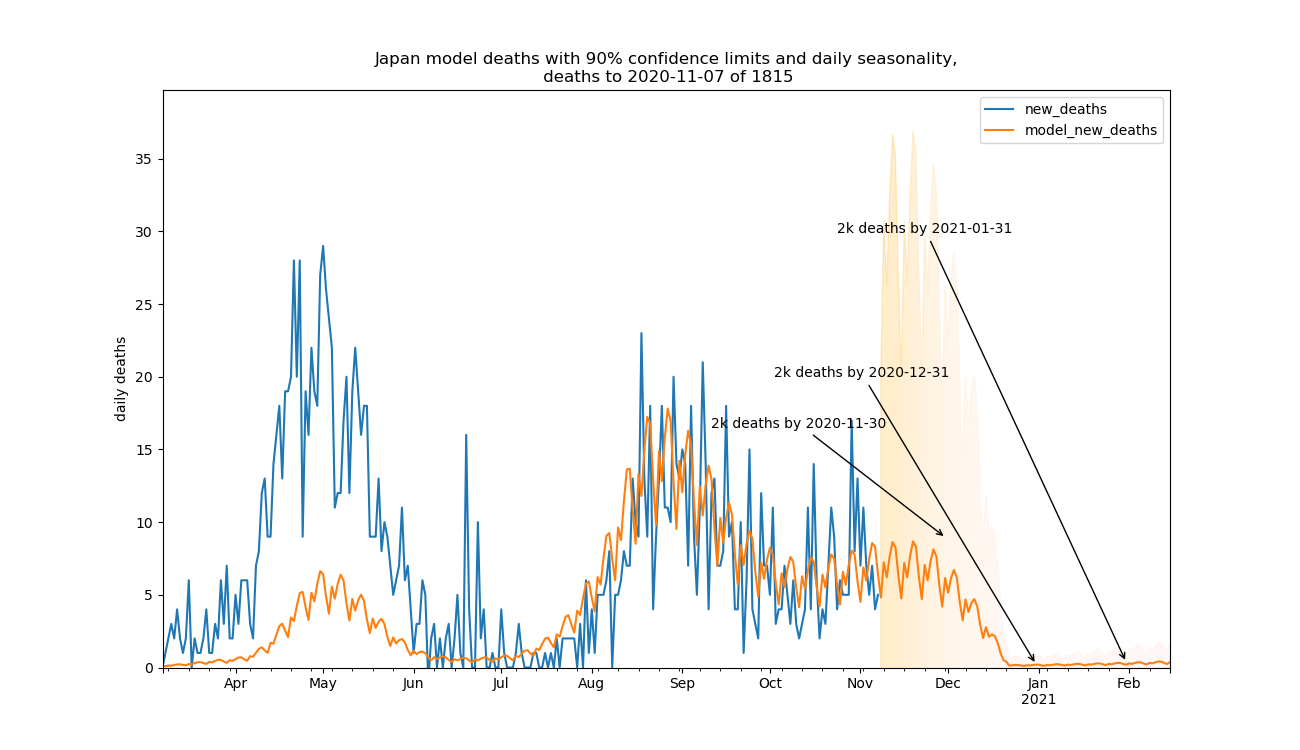 Japan model deaths with 90% confidence limits and daily seasonality,
deaths to 2020-11-07 of 1815
new_deaths
model_new_deaths
daily deaths
35
30
25
20
15
10
5
0
2k deaths by 2021-01-31
2k deaths by 2020-12-31
2k deaths by 2020-11-30
Apr
May
Jun
Jul
Aug
Sep
Oct
Nov
Dec
Jan
2021
Feb